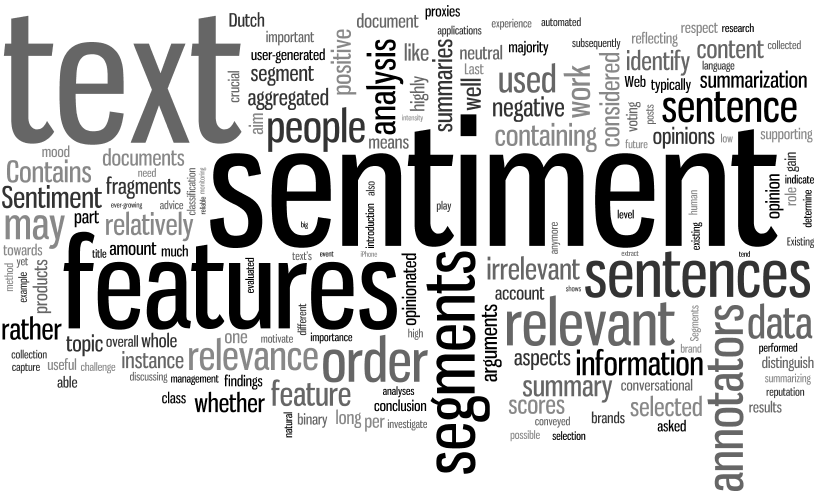 text
Dutch
important
document
proxies
applications
experience
automated
user-generated
positive
analysis
like
summaries
neutral
majority
subsequently
reflecting
respect
research
identify
content
collected
language
crucial
segment
aggregated
highly
Last
well
used
work
considered
Web
typically
summarization
aim
people
means
intensity
negative
containing
voting
posts
sentence
future
opinions
low
supporting
mood
Contains
documents
need
classification
reliable
monitoring
sentiment
Sentiment
fragments
ever-growing
advice
may
part
relatively
big
introduction
also
play
level
anymore
human
existing
opinion
role
gain
indicate
determine
Existing
towards
title
amount
much
method
example
yet
products
features
evaluated
text's
event
iPhone
different
opinionated
segments
irrelevant
extract
tend
account
shows
sentences
rather
topic
overall
whole
one
motivate
importance
high
arguments
relevant
Segments
brand
annotators
data
collection
capture
useful
challenge
able
instance
relevance
order
aspects
information
performed
distinguish
discussing
management
findings
analyses
summary
conversational
summarizing
reputation
class
whether
feature
conclusion
scores
conveyed
brands
selected
asked
results
natural
binary
long
per
investigate
possible
selection